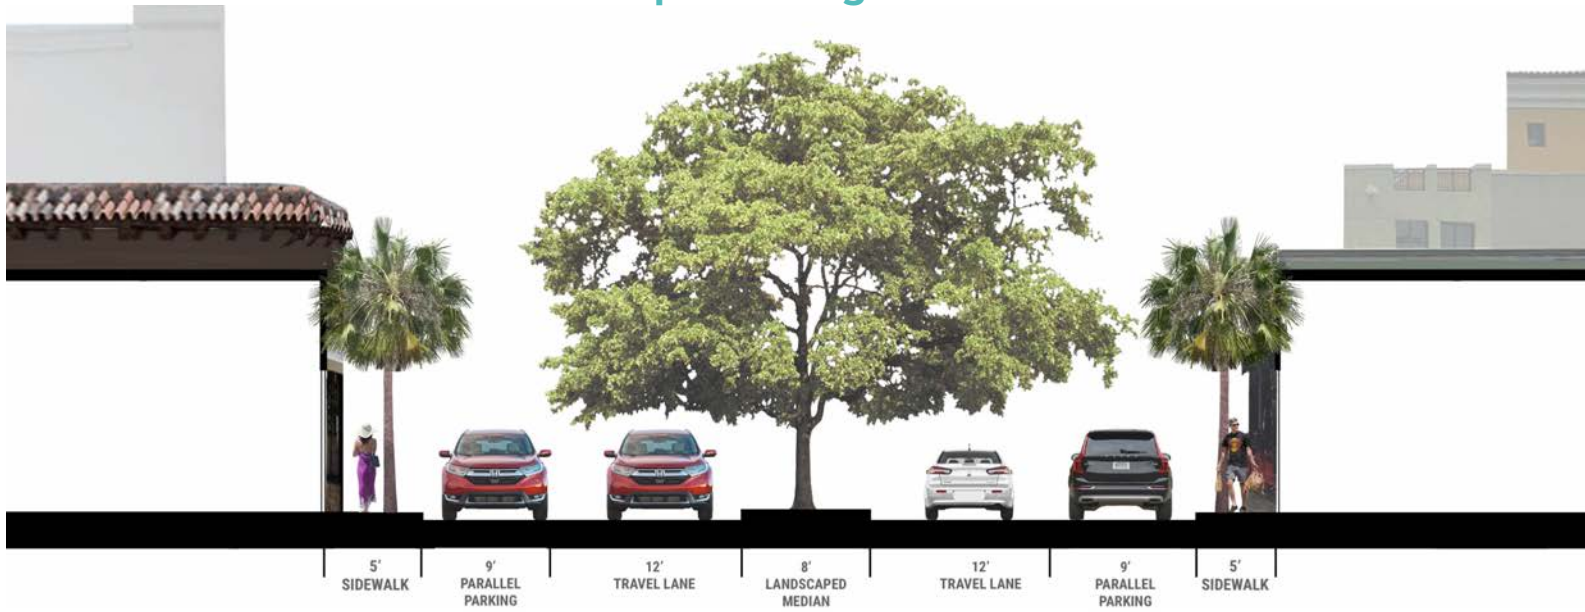 5'
SIDEWALK
9'
PARALLEL
PARKING
12'
TRAVEL LANE
8'
LANDSCAPED
MEDIAN
12'
TRAVEL LANE
9'
PARALLEL
PARKING
5'
SIDEWALK